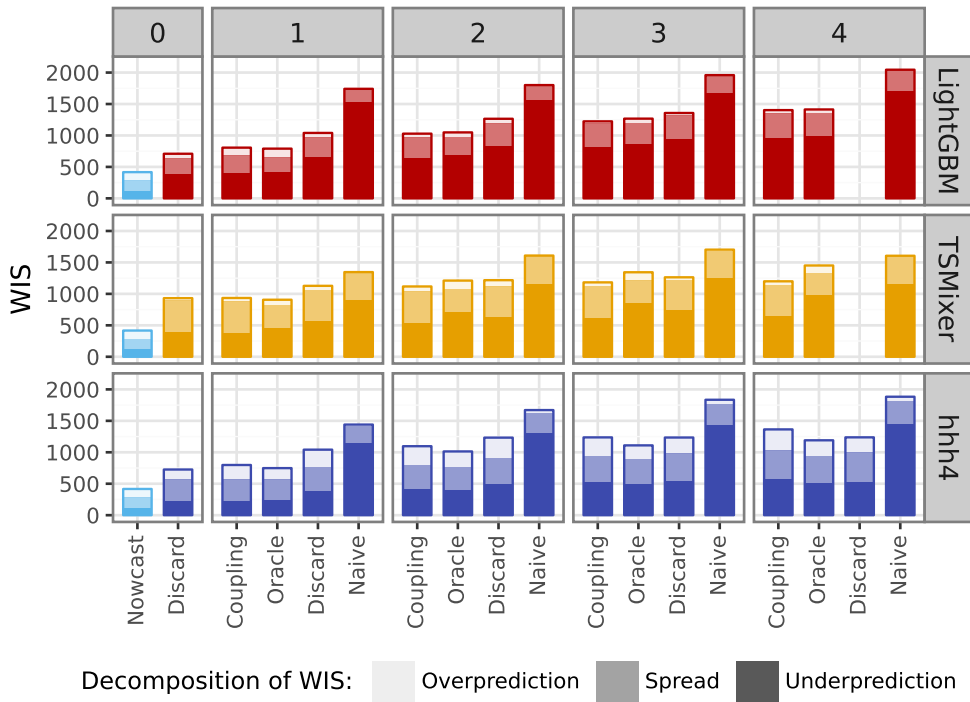 0 1 2 3 4
WIS
2000
1500
1000
500
0
LightGBM
2000
1500
1000
500
0
TSMixer
2000
1500
1000
500
0
hhh4
Nowcast Discard Coupling Oracle Discard Naive Coupling Oracle Discard Naive Coupling Oracle Discard Naive Coupling Oracle Naive
Decomposition of WIS: Overprediction Spread Underprediction